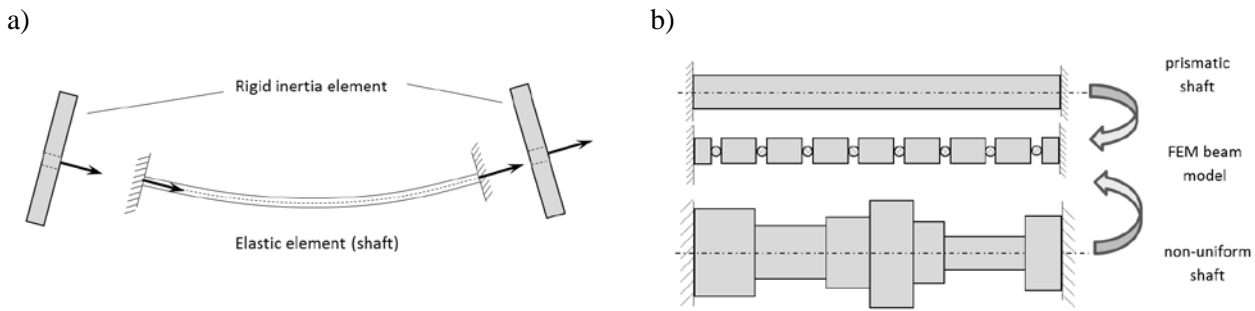 a)
Rigid inertia element
Elastic element (shaft)
b)
prismatic
shaft
FEM beam
model
non-uniform
shaft